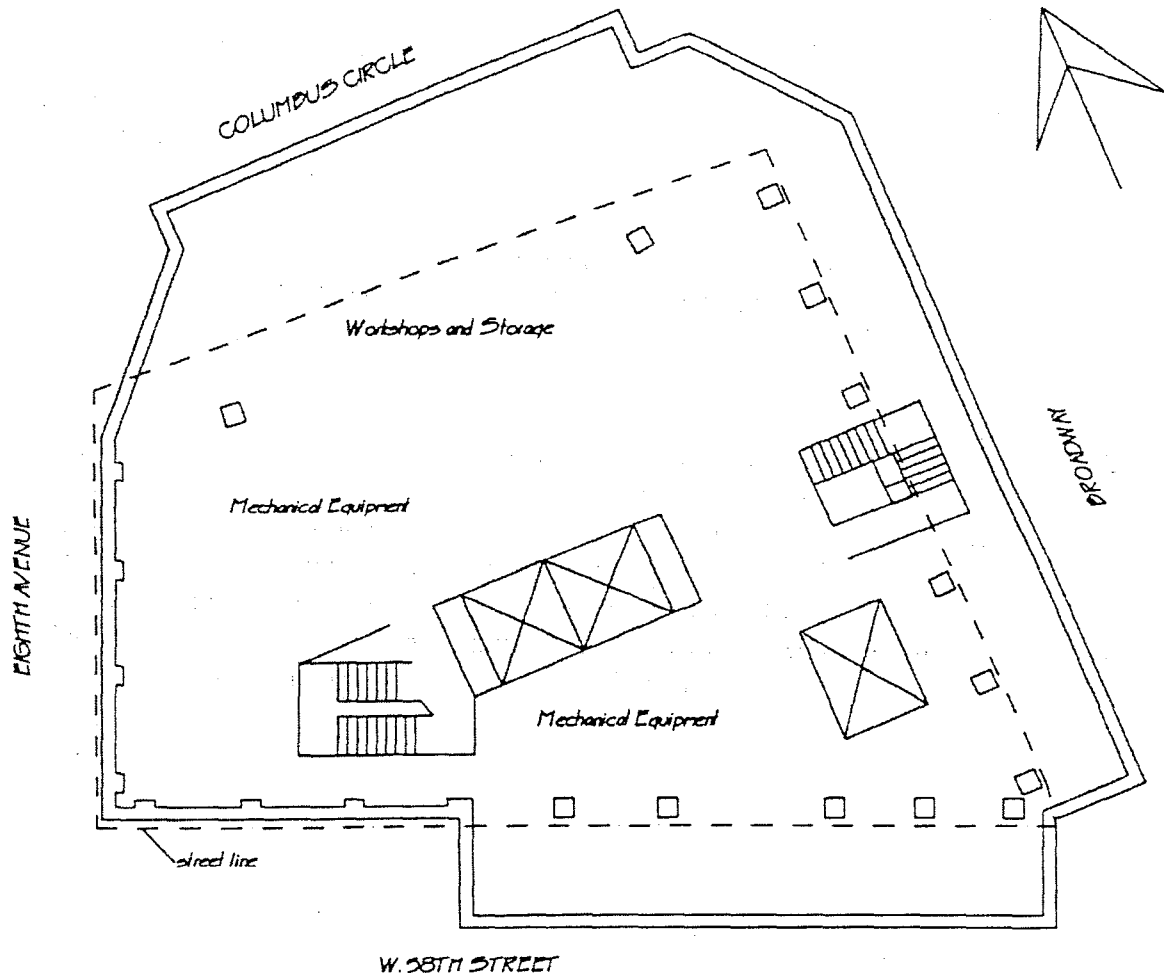 COLUMBUS CIRCLE
Workshops and Storage
BROADWAY
Mechanical Equipment
EIGHTH AVENUE
Mechanical Equipment
street line
W. 58TH STREET